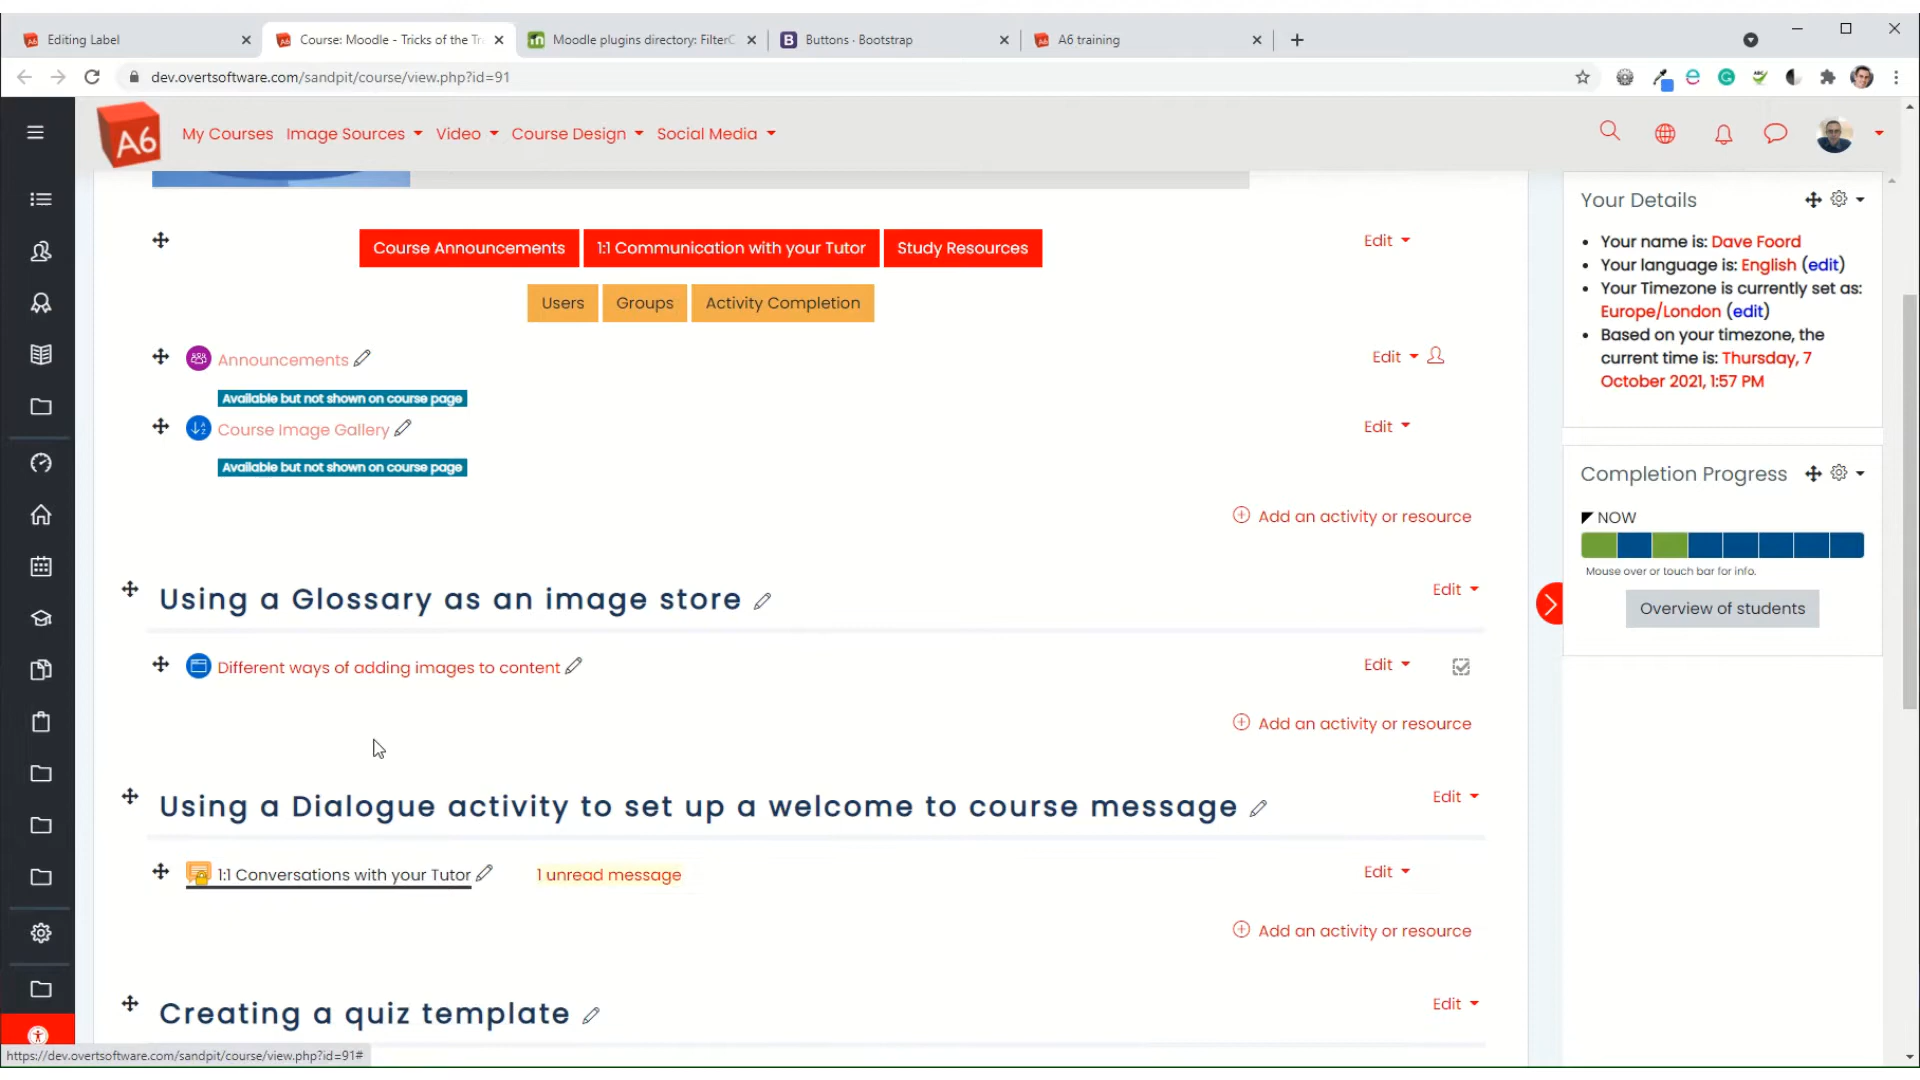 Editing Label
Course: Moodle - Tricks of the Tr
Moodle plugins directory: FilterC
Buttons · Bootstrap
A6 training
dev.overtsoftware.com/sandpit/course/view.php?id=91
A6
My Courses
Image Sources
Video
Course Design
Social Media
Course Announcements
1:1 Communication with your Tutor
Study Resources
Edit
Users
Groups
Activity Completion
Announcements
Edit
Available but not shown on course page
Course Image Gallery
Edit
Available but not shown on course page
Add an activity or resource
Using a Glossary as an image store
Edit
Different ways of adding images to content
Edit
Add an activity or resource
Using a Dialogue activity to set up a welcome to course message
Edit
1:1 Conversations with your Tutor
1 unread message
Edit
Add an activity or resource
Creating a quiz template
Edit
Your Details
Your name is: Dave Foord
Your language is: English (edit)
Your Timezone is currently set as:
Europe/London (edit)
Based on your timezone, the
current time is: Thursday, 7
October 2021, 1:57 PM
Completion Progress
NOW
Mouse over or touch bar for info.
Overview of students
https://dev.overtsoftware.com/sandpit/course/view.php?id=91#